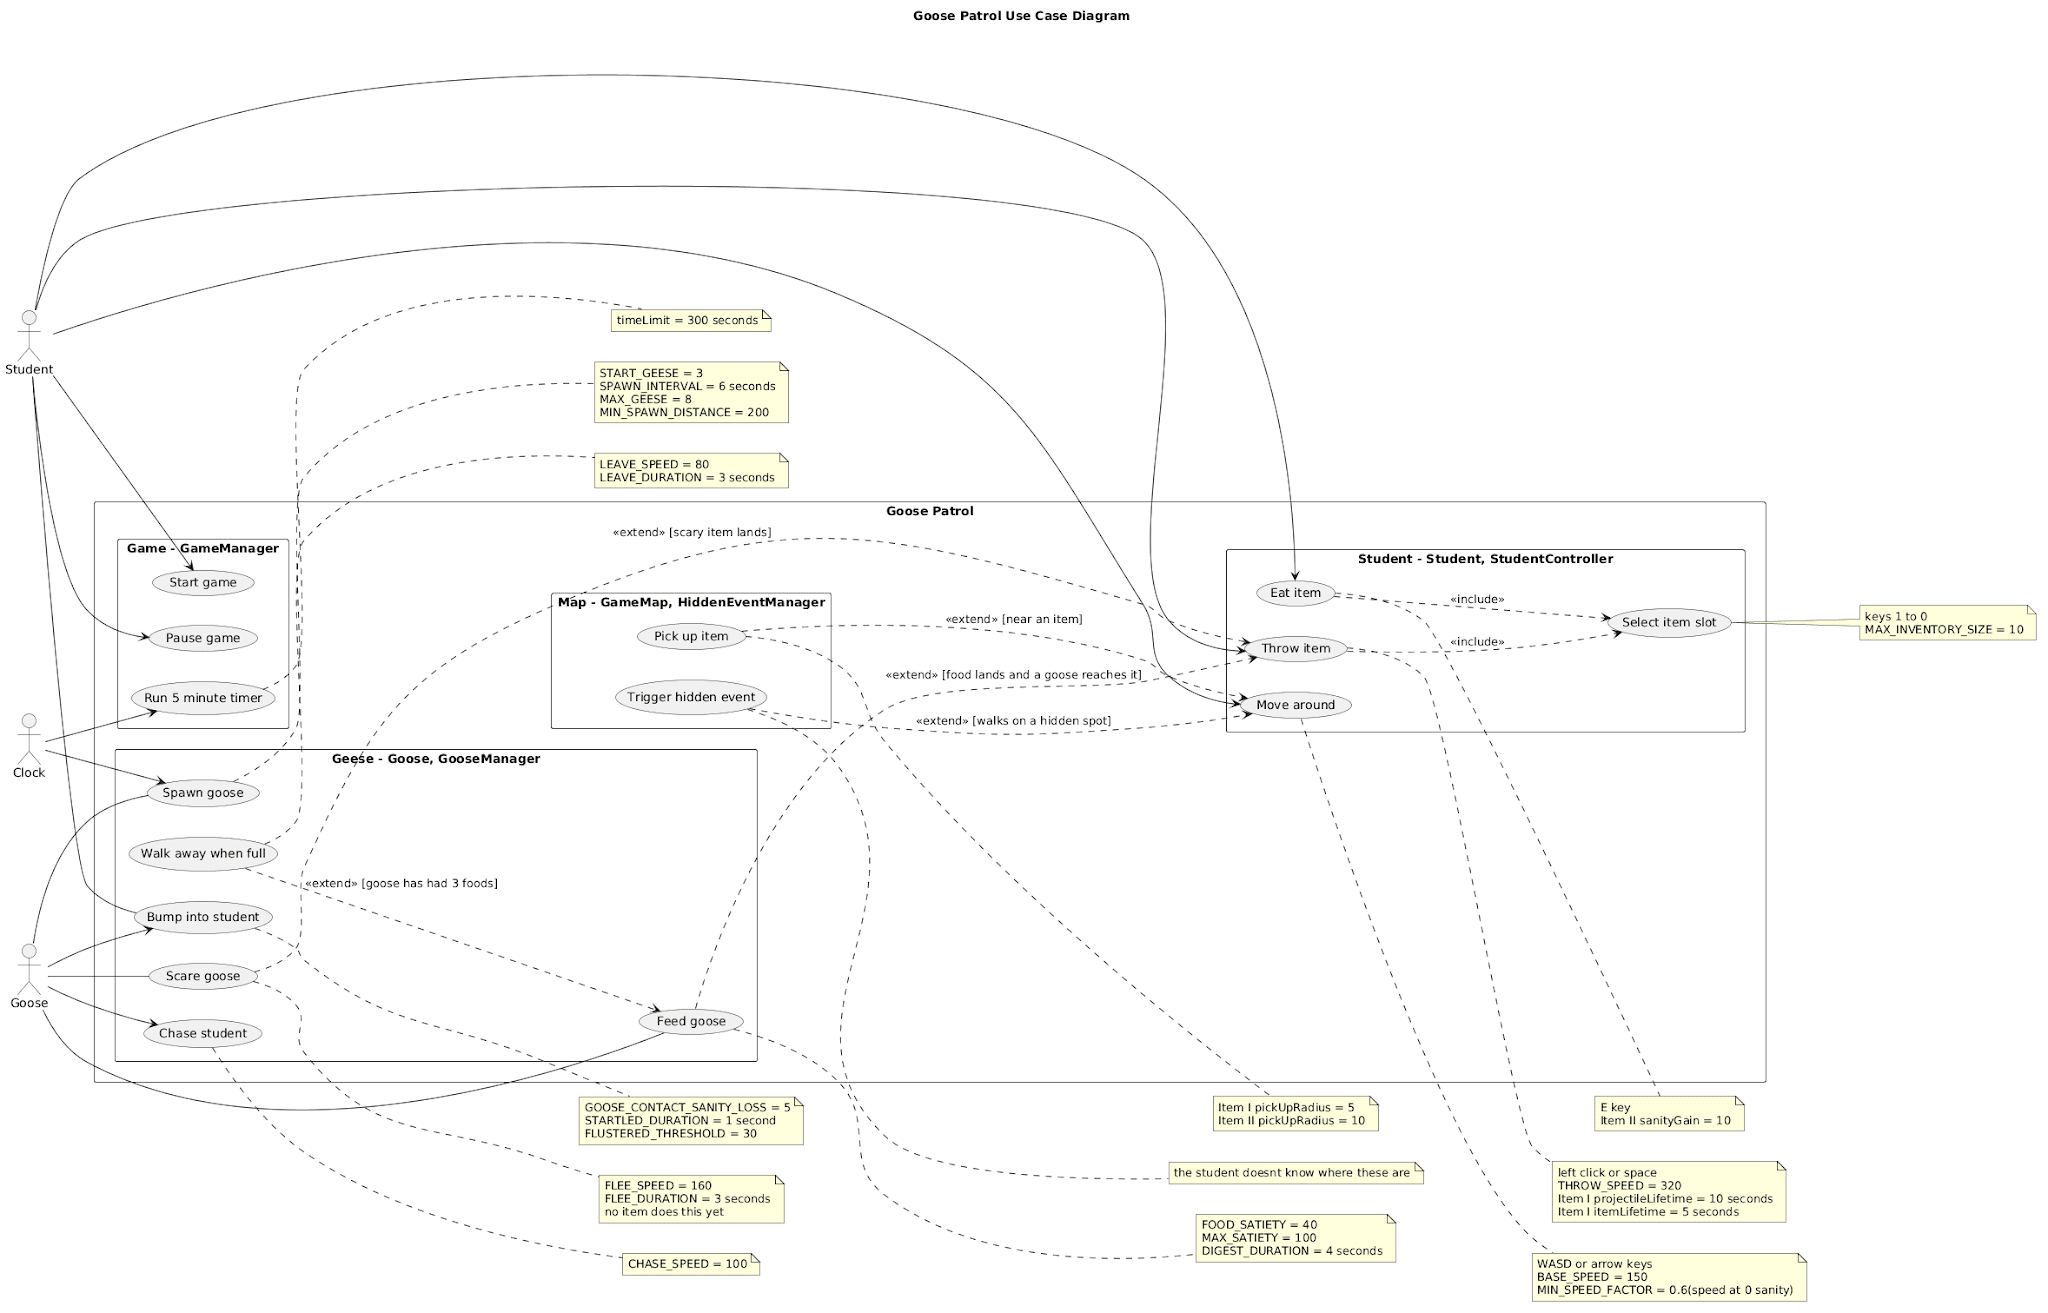 Goose Patrol Use Case Diagram
Student
timeLimit = 300 seconds
START_GEESE = 3
SPAWN_INTERVAL = 6 seconds
MAX_GEESE = 8
MIN_SPAWN_DISTANCE = 200
LEAVE_SPEED = 80
LEAVE_DURATION = 3 seconds
Goose Patrol
Game - GameManager
Start game
Pause game
Run 5 minute timer
Clock
«extend» [scary item lands]
Map - GameMap, HiddenEventManager
Pick up item
Trigger hidden event
«extend» [near an item]
«extend» [food lands and a goose reaches it]
«extend» [walks on a hidden spot]
Student - Student, StudentController
Eat item
Throw item
Move around
«include»
«include»
Select item slot
keys 1 to 0
MAX_INVENTORY_SIZE = 10
Geese - Goose, GooseManager
Spawn goose
Walk away when full
«extend» [goose has had 3 foods]
Bump into student
Scare goose
Chase student
Feed goose
Goose
GOOSE_CONTACT_SANITY_LOSS = 5
STARTLED_DURATION = 1 second
FLUSTERED_THRESHOLD = 30
Item I pickUpRadius = 5
Item II pickUpRadius = 10
E key
Item II sanityGain = 10
FLEE_SPEED = 160
FLEE_DURATION = 3 seconds
no item does this yet
the student doesnt know where these are
left click or space
THROW_SPEED = 320
Item I projectileLifetime = 10 seconds
Item I itemLifetime = 5 seconds
FOOD_SATIETY = 40
MAX_SATIETY = 100
DIGEST_DURATION = 4 seconds
CHASE_SPEED = 100
WASD or arrow keys
BASE_SPEED = 150
MIN_SPEED_FACTOR = 0.6(speed at 0 sanity)